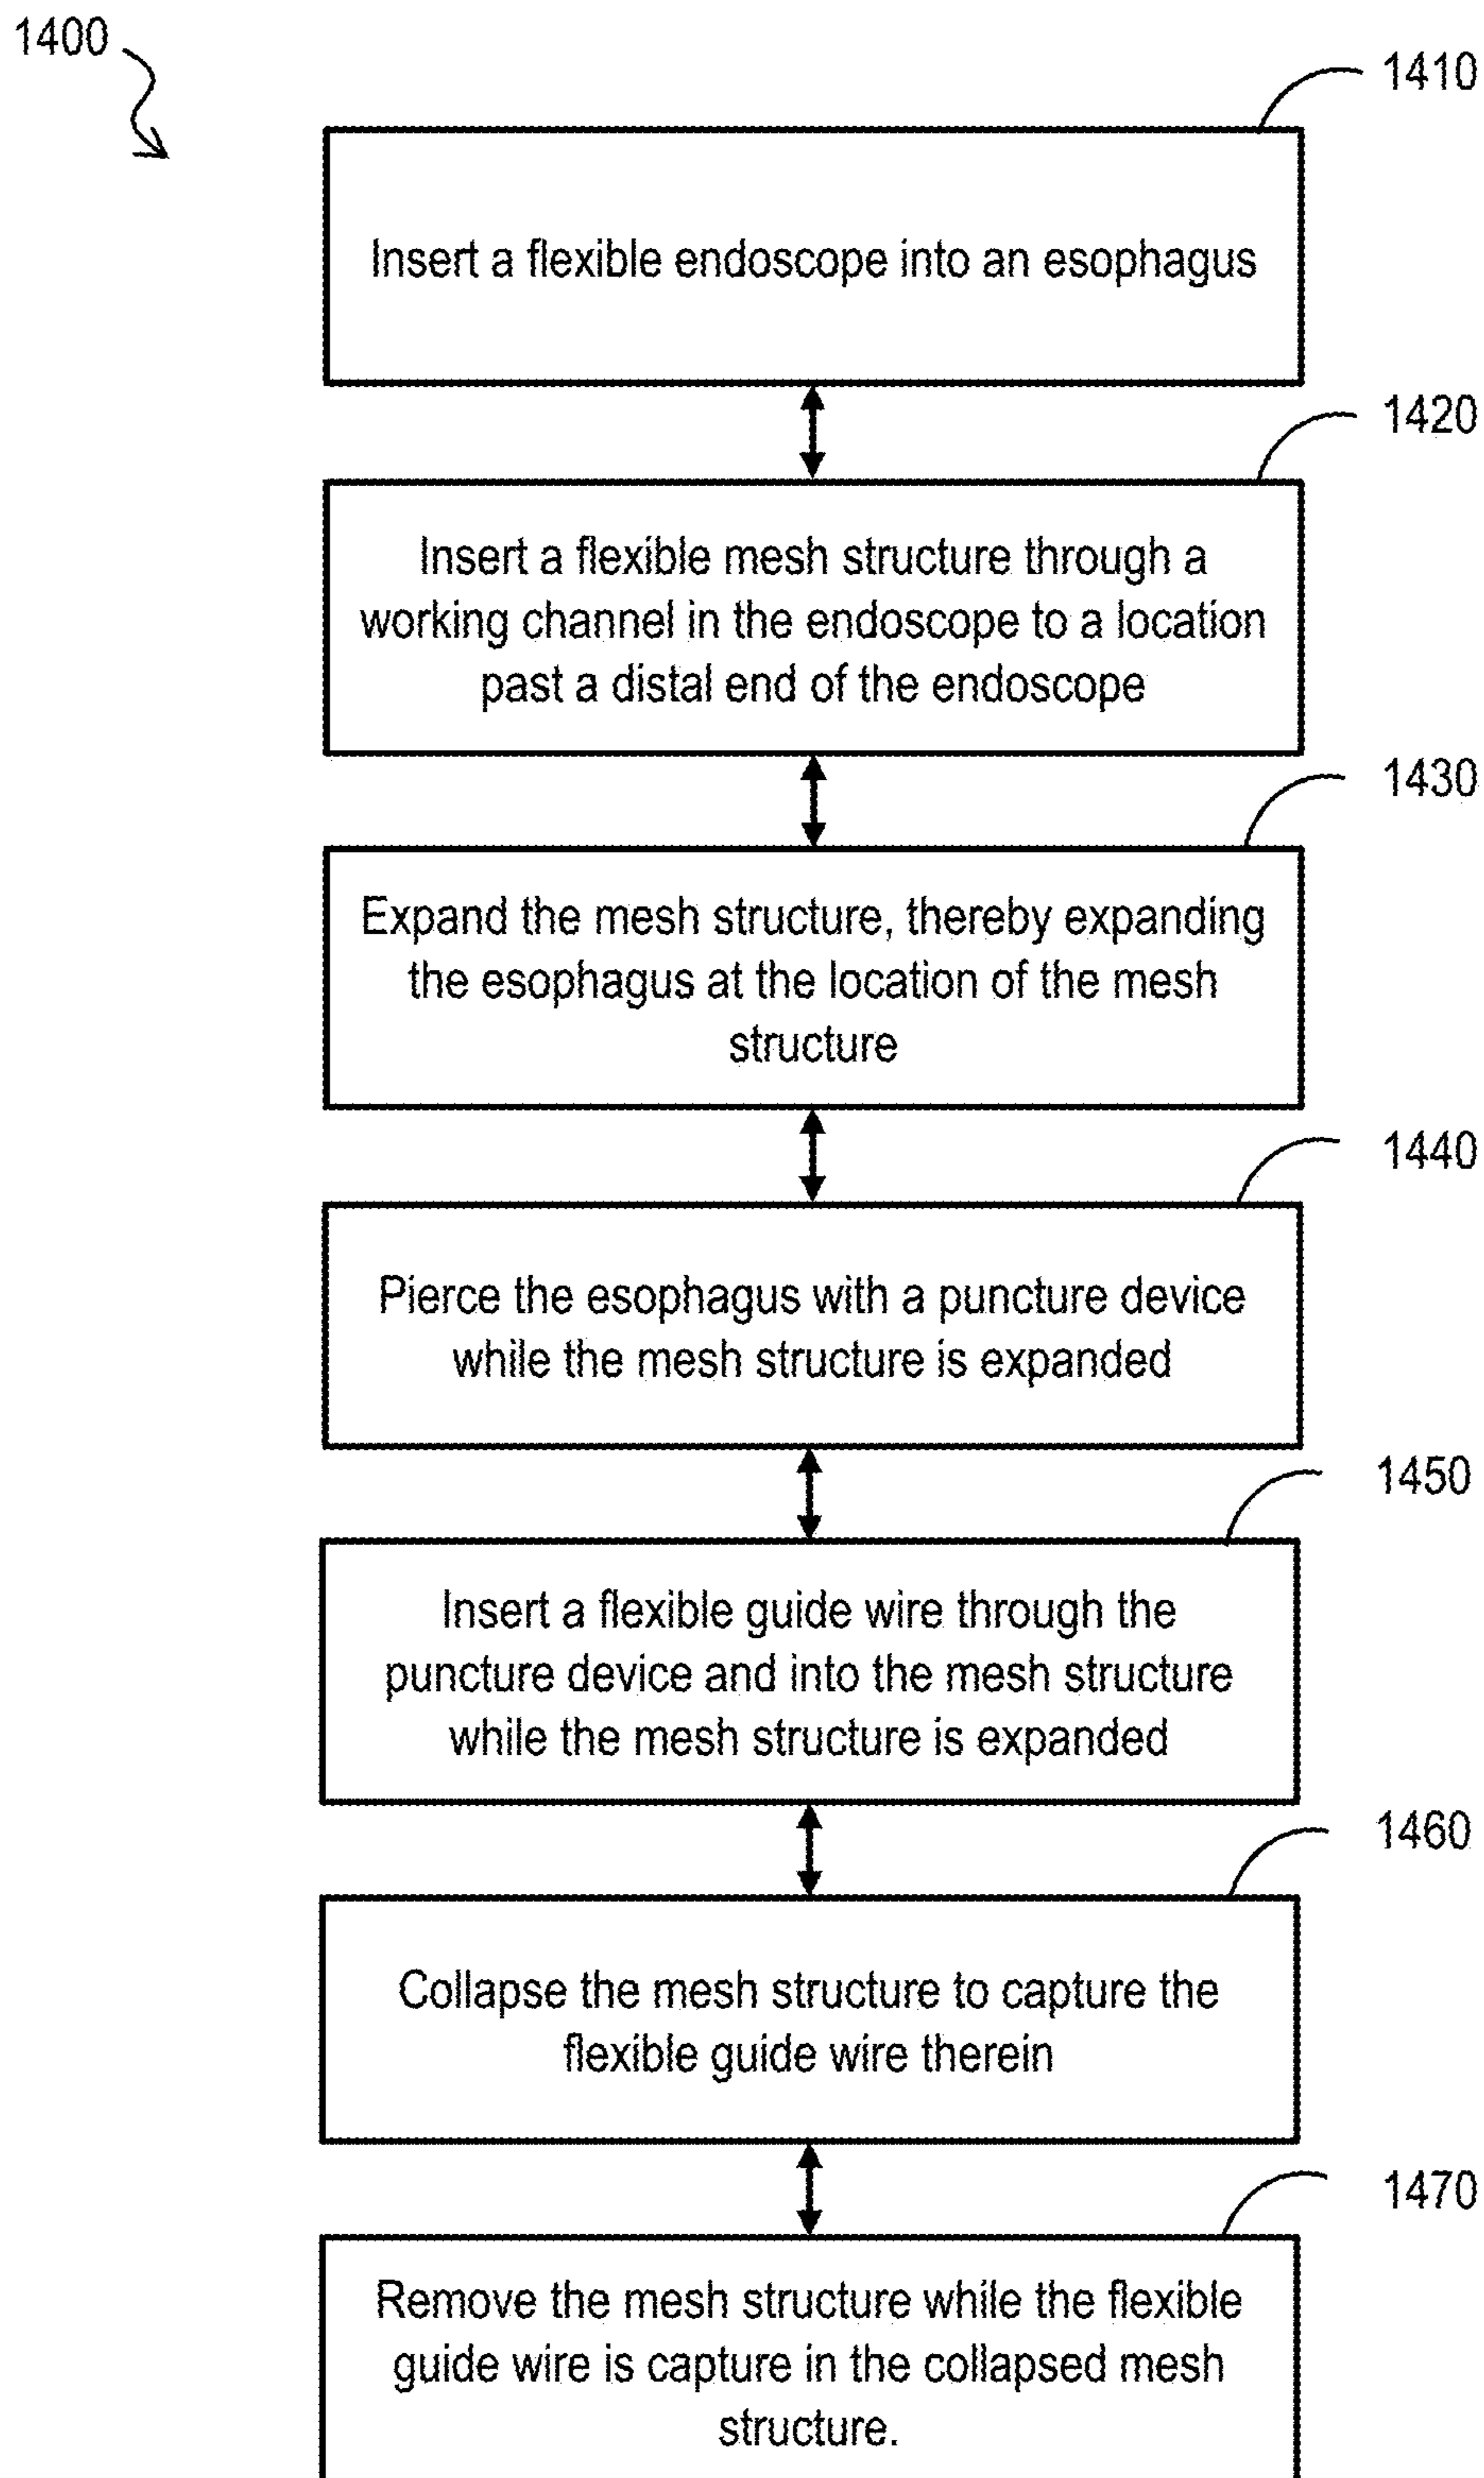 1400
1410
Insert a flexible endoscope into an esophagus
1420
Insert a flexible mesh structure through a
working channel in the endoscope to a location
past a distal end of the endoscope
1430
Expand the mesh structure, thereby expanding
the esophagus at the location of the mesh
structure
1440
Pierce the esophagus with a puncture device
while the mesh structure is expanded
1450
Insert a flexible guide wire through the
puncture device and into the mesh structure
while the mesh structure is expanded
1460
Collapse the mesh structure to capture the
flexible guide wire therein
1470
Remove the mesh structure while the flexible
guide wire is capture in the collapsed mesh
structure.